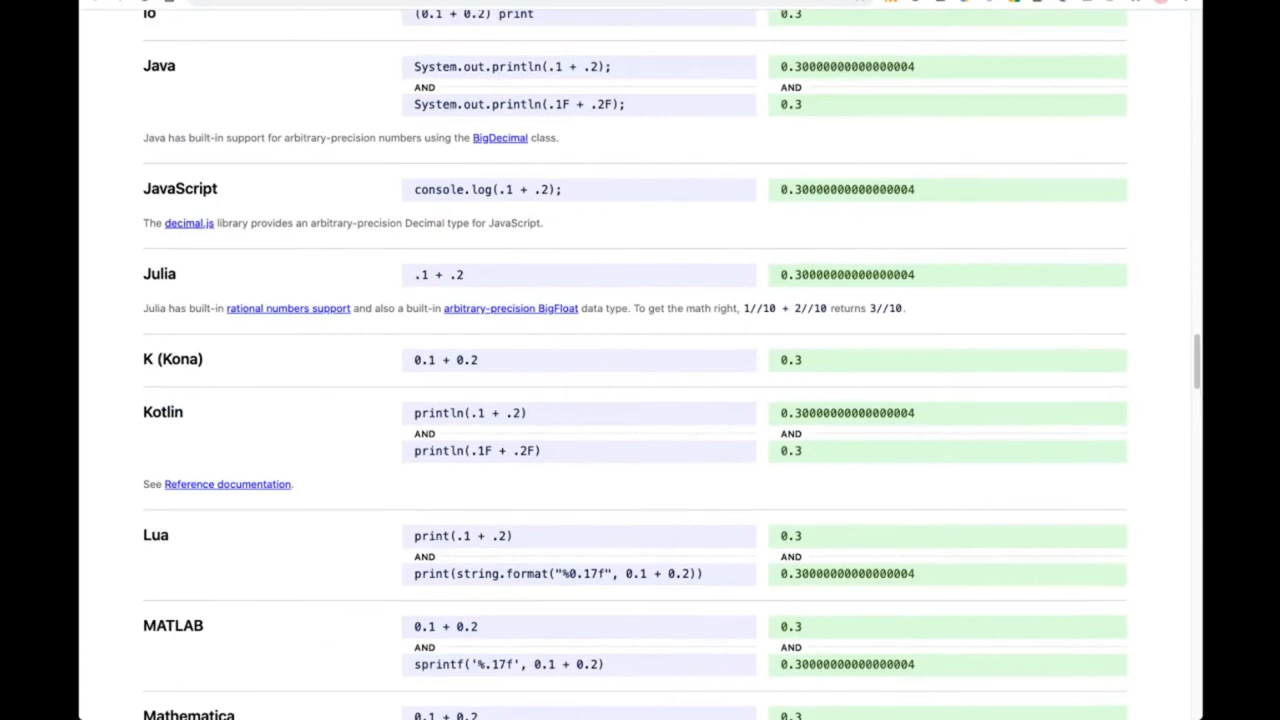 Io (0.1 + 0.2) print 0.3
Java System.out.println(.1 + .2); 0.30000000000000004
AND AND
System.out.println(.1F + .2F); 0.3
Java has built-in support for arbitrary-precision numbers using the BigDecimal class.
JavaScript console.log(.1 + .2); 0.30000000000000004
The decimal.js library provides an arbitrary-precision Decimal type for JavaScript.
Julia .1 + .2 0.30000000000000004
Julia has built-in rational numbers support and also a built-in arbitrary-precision BigFloat data type. To get the math right, 1//10 + 2//10 returns 3//10.
K (Kona) 0.1 + 0.2 0.3
Kotlin println(.1 + .2) 0.30000000000000004
AND AND
println(.1F + .2F) 0.3
See Reference documentation.
Lua print(.1 + .2) 0.3
AND AND
print(string.format("%0.17f", 0.1 + 0.2)) 0.30000000000000004
MATLAB 0.1 + 0.2 0.3
AND AND
sprintf('%.17f', 0.1 + 0.2) 0.30000000000000004
Mathematica 0.1 + 0.2 0.3